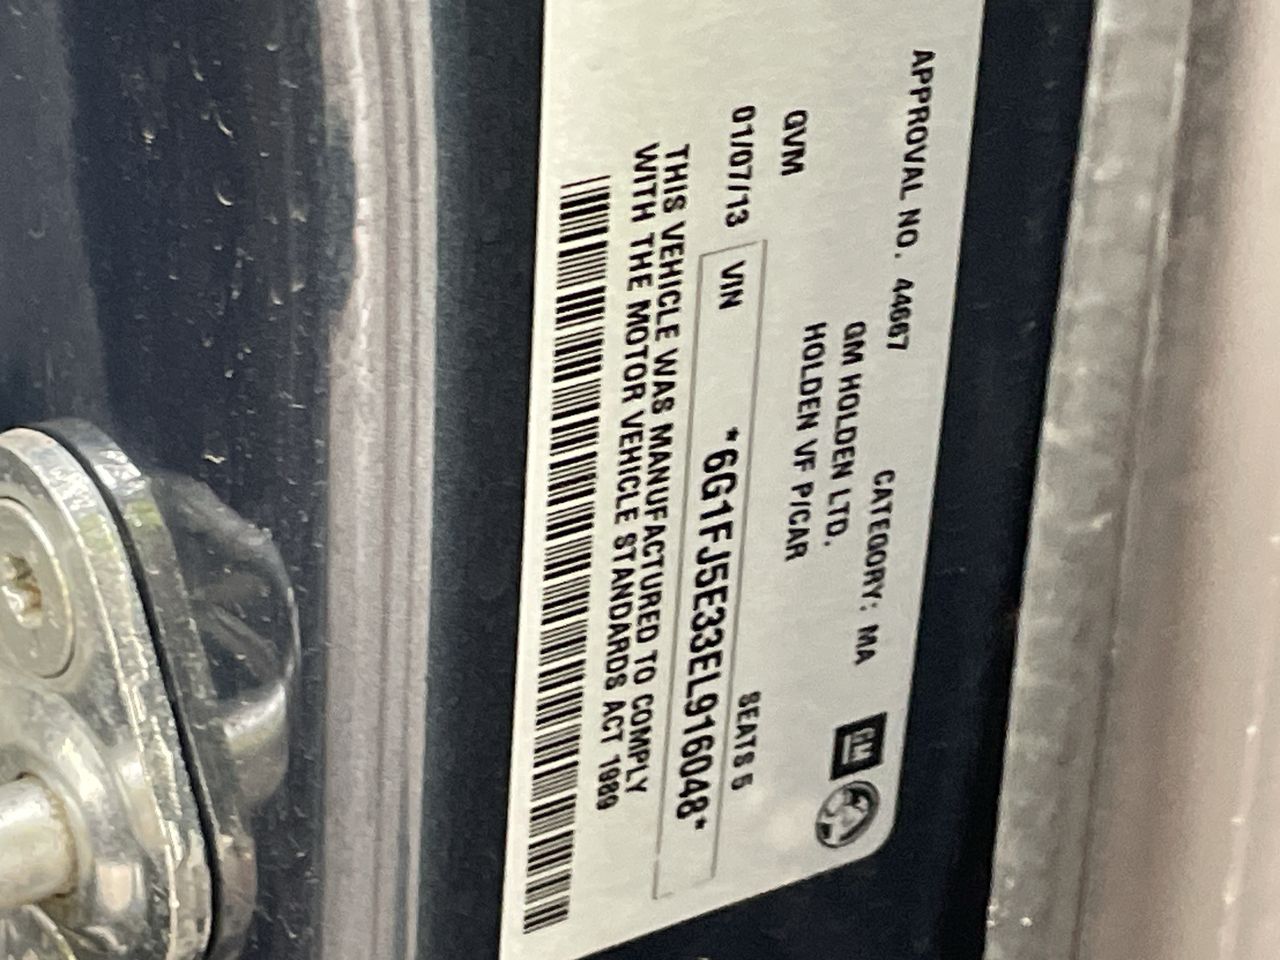 APPROVAL NO. 44667
CATEGORY: MA
GM
GM HOLDEN LTD.
HOLDEN VF P/CAR
GVM
01/07/13
SEATS 5
VIN *6G1FJ5E33EL916048*
THIS VEHICLE WAS MANUFACTURED TO COMPLY
WITH THE MOTOR VEHICLE STANDARDS ACT 1989